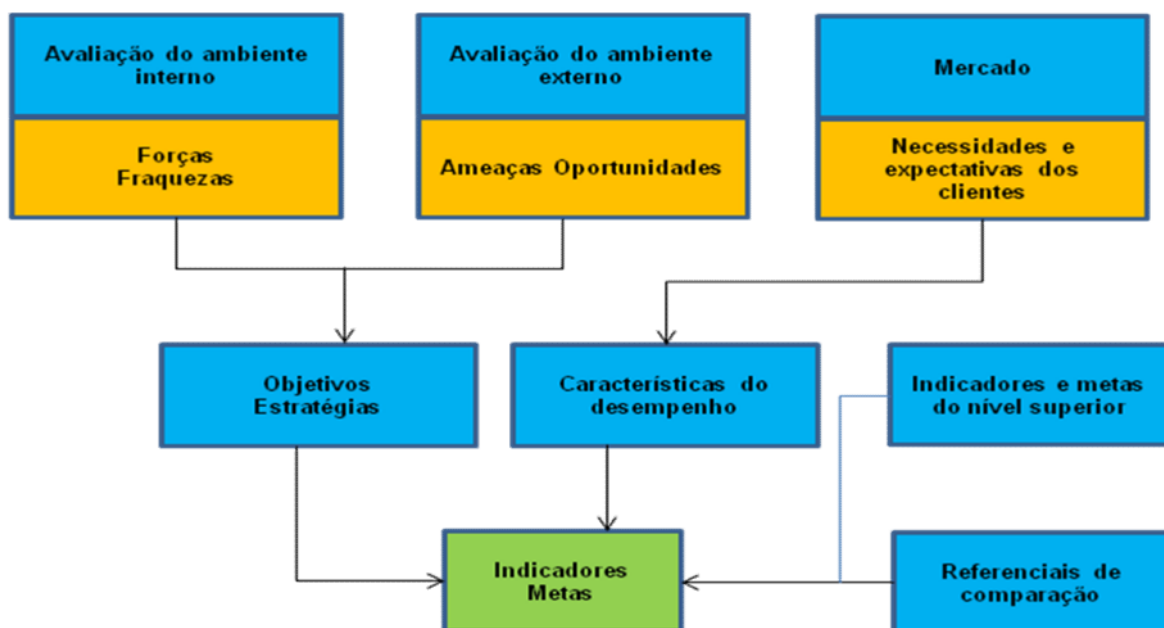 Avaliação do ambiente
interno
Forças
Fraquezas
Avaliação do ambiente
externo
Ameaças Oportunidades
Mercado
Necessidades e
expectativas dos
clientes
Objetivos
Estratégias
Características do
desempenho
Indicadores e metas
do nível superior
Indicadores
Metas
Referenciais de
comparação